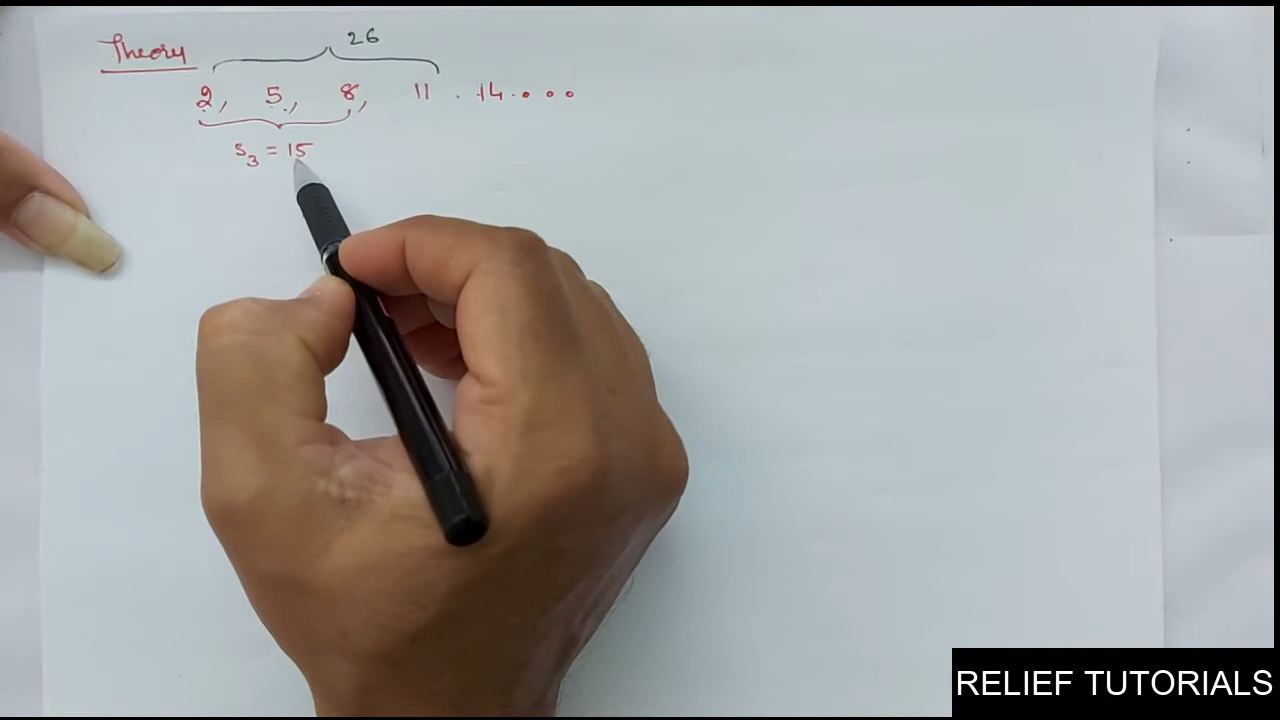 Theory
26
2, 5, 8, 11 . 14 . . . .
S3 = 15
RELIEF TUTORIALS